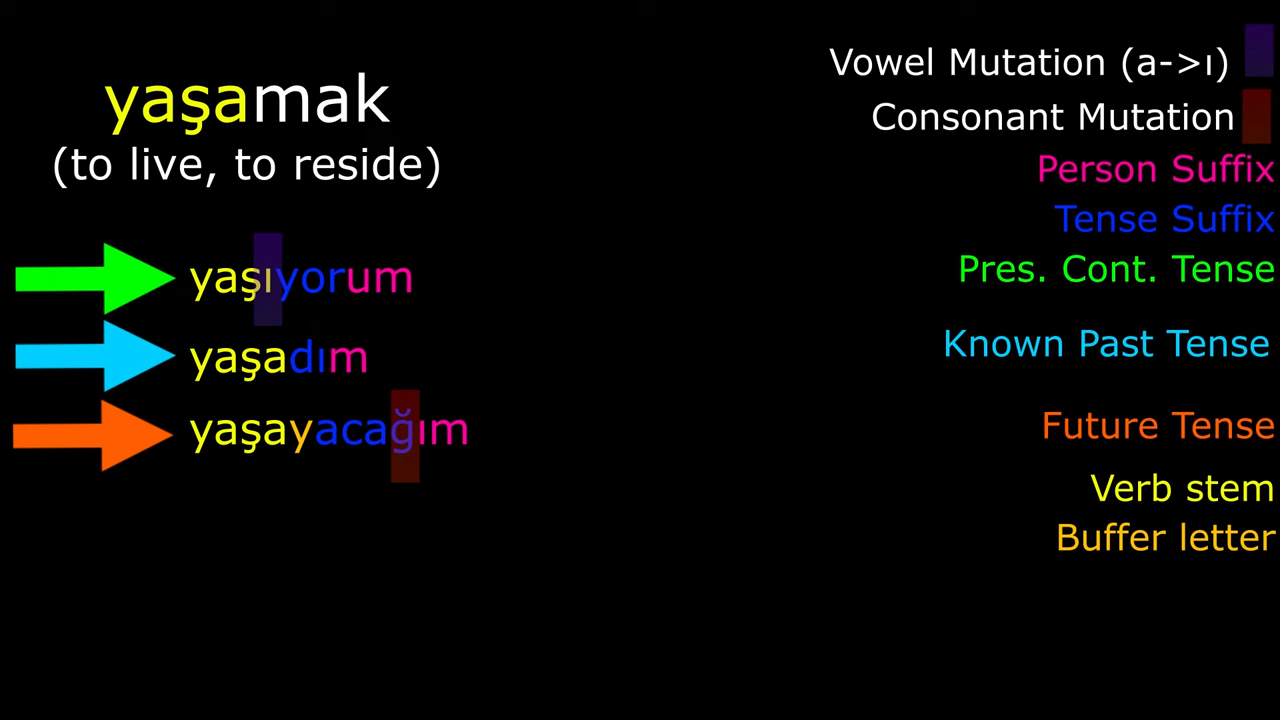 yaşamak
(to live, to reside)
yaşıyorum
yaşadım
yaşayacağım
Vowel Mutation (a->ı)
Consonant Mutation
Person Suffix
Tense Suffix
Pres. Cont. Tense
Known Past Tense
Future Tense
Verb stem
Buffer letter